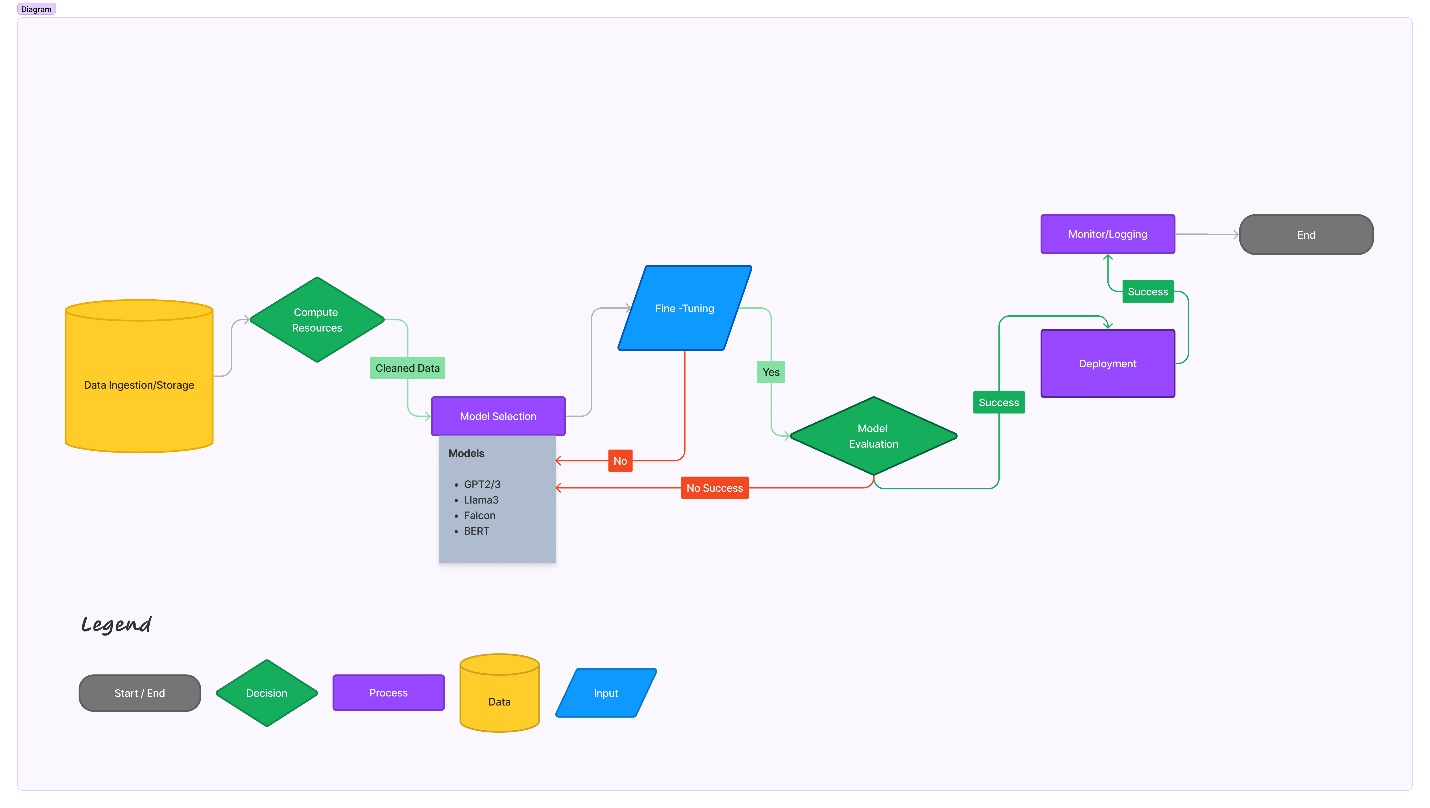 Diagram
Monitor/Logging
End
Success
Compute
Resources
Fine -Tuning
Data Ingestion/Storage
Cleaned Data
Yes
Deployment
Success
Model Selection
Model
Evaluation
Models
No
• GPT2/3
No Success
• Llama3
• Falcon
• BERT
Legend
Start / End
Decision
Process
Data
Input